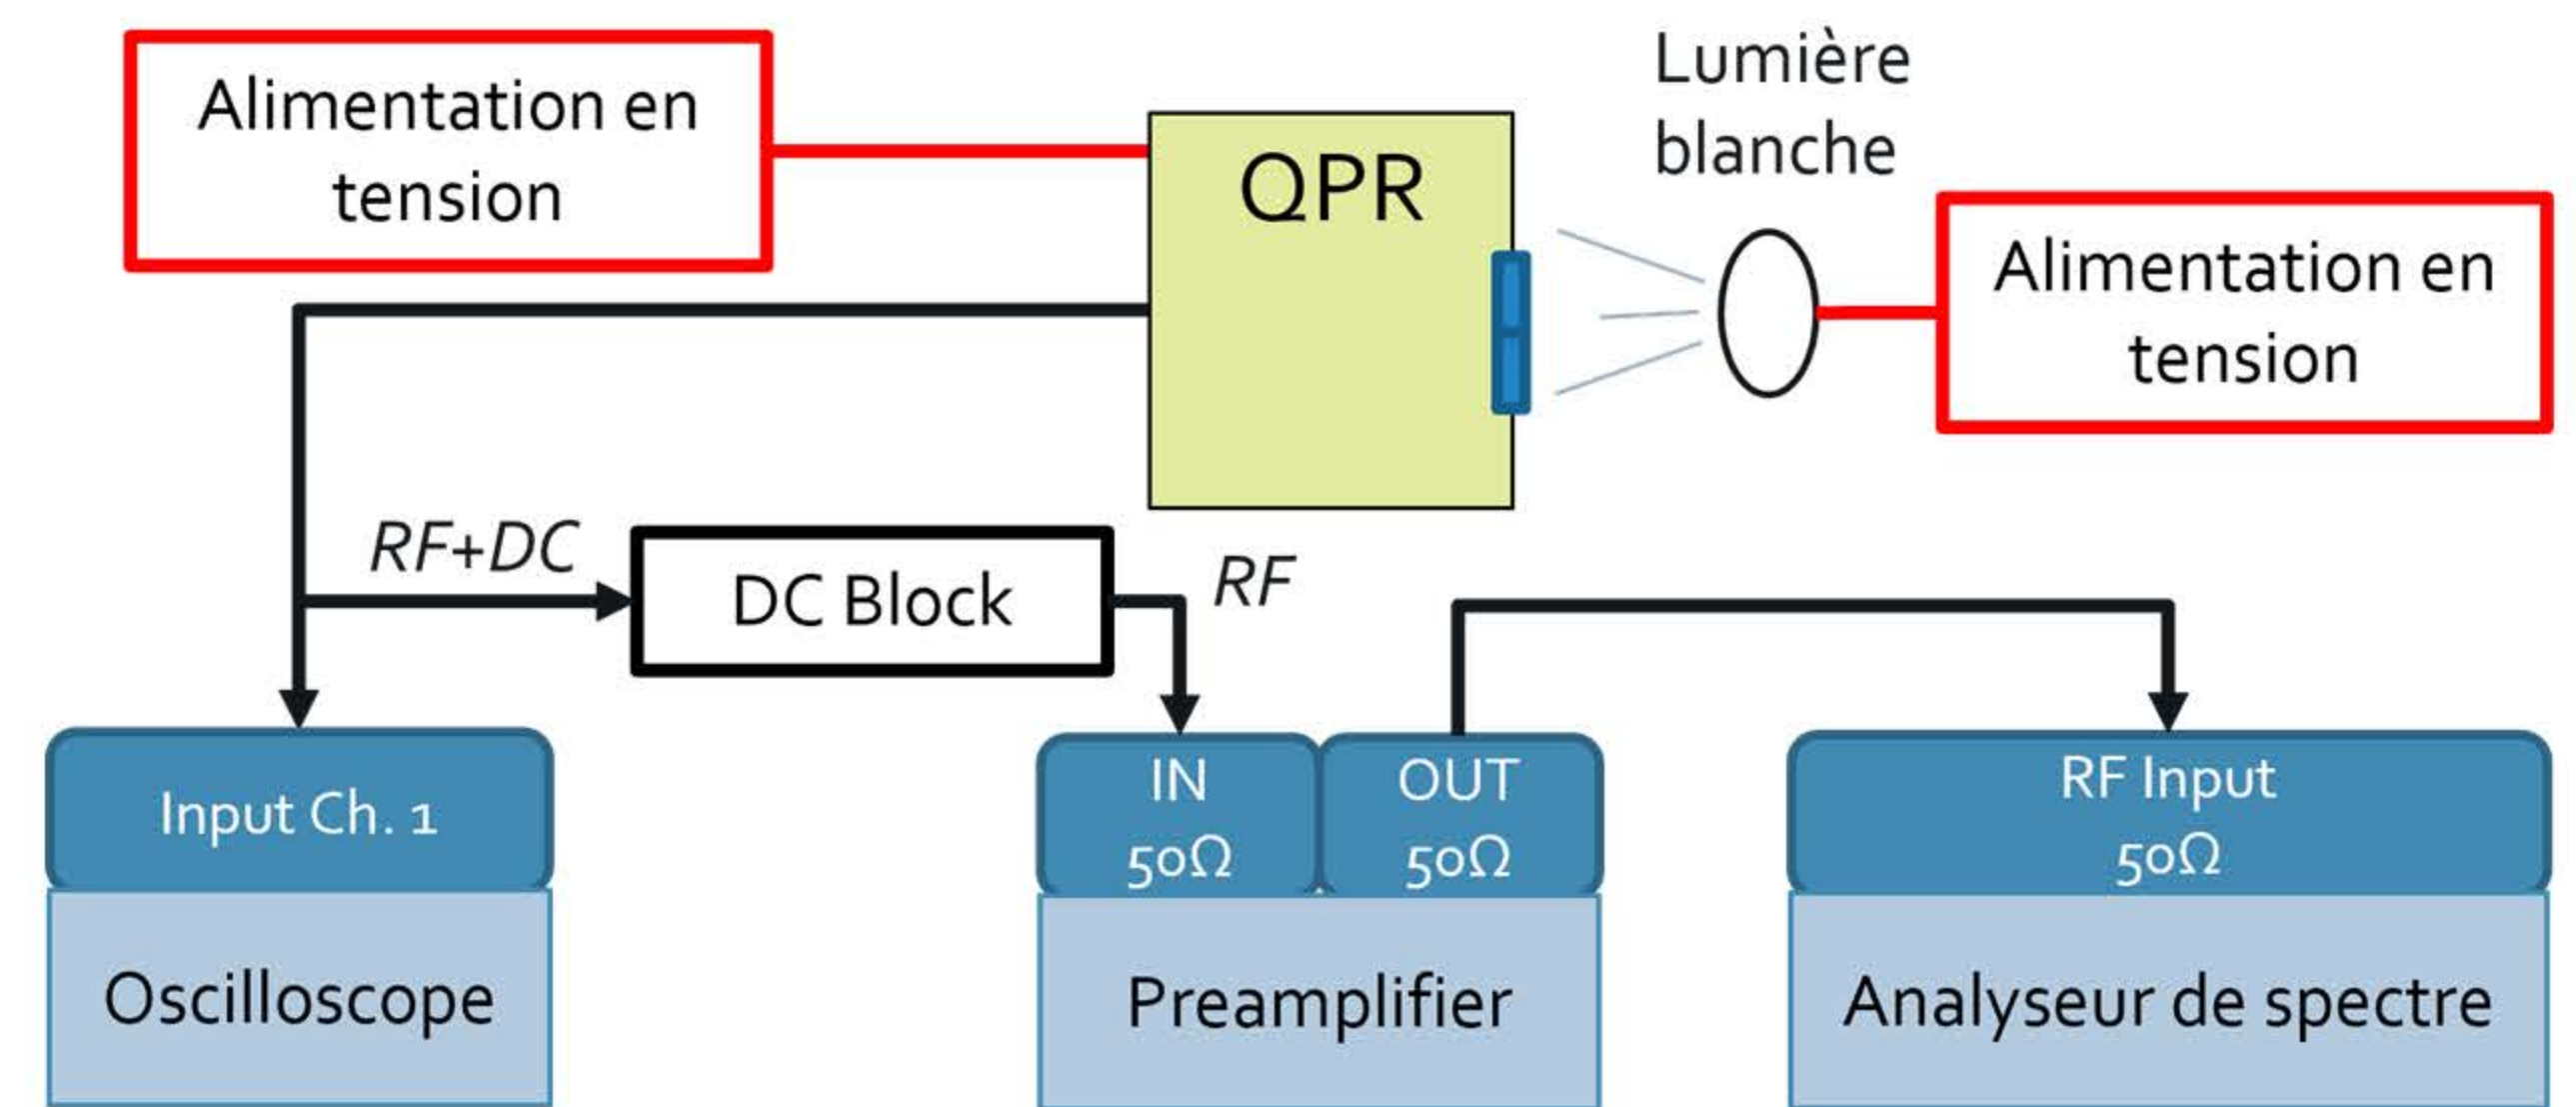 Alimentation en
tension
QPR
Lumière
blanche
Alimentation en
tension
RF+DC
DC Block
RF
Input Ch. 1
IN
50Ω
OUT
50Ω
RF Input
50Ω
Oscilloscope
Preamplifier
Analyseur de spectre